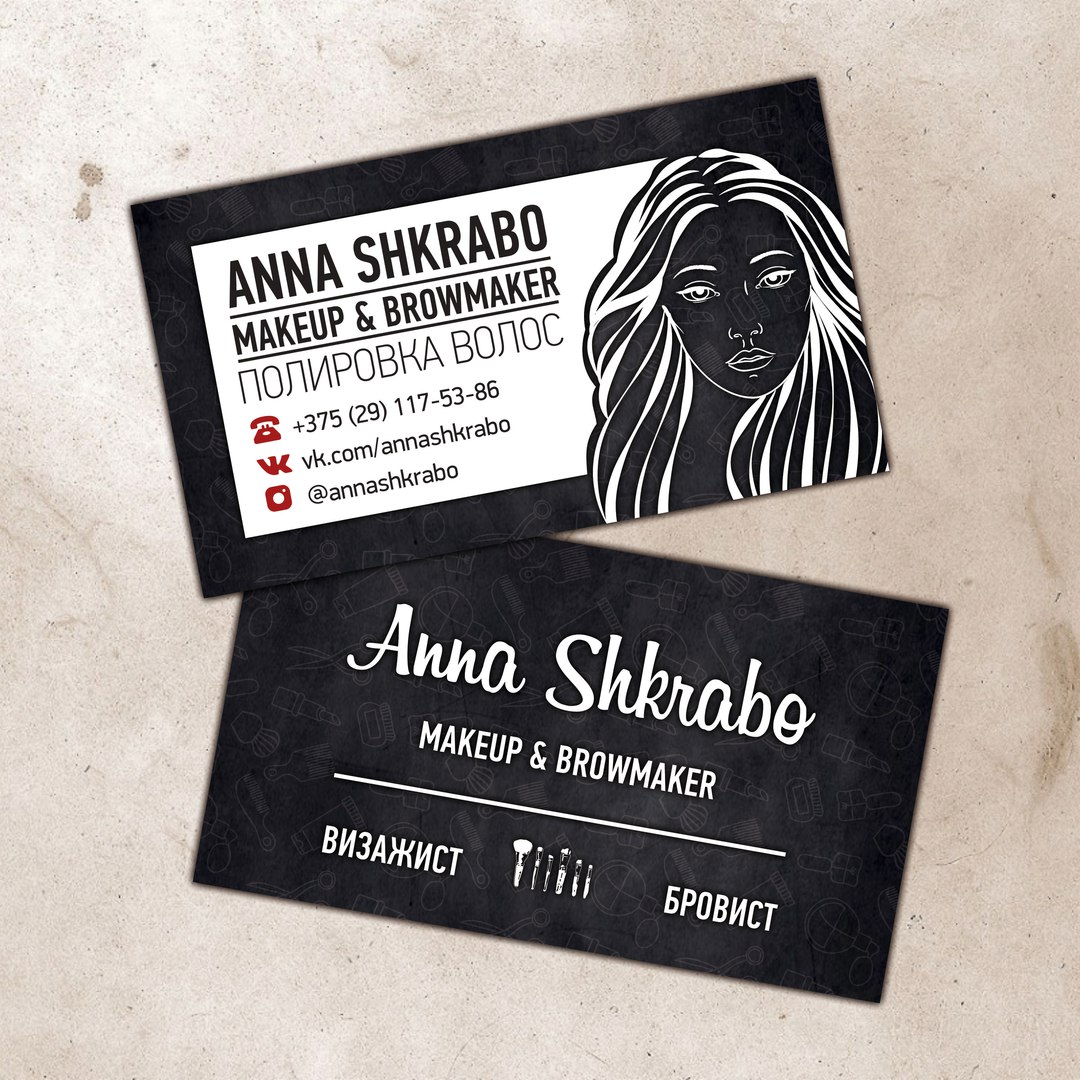 ANNA SHKRABO
MAKEUP & BROWMAKER
ПОЛИРОВКА ВОЛОС
+375 (29) 117-53-86
vk.com/annashkrabo
@annashkrabo
Anna Shkrabo
MAKEUP & BROWMAKER
ВИЗАЖИСТ
БРОВИСТ